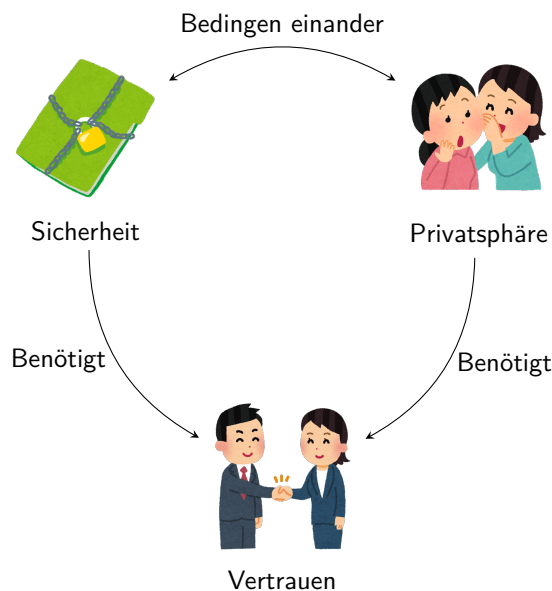 Bedingen einander
Sicherheit
Privatsphäre
Benötigt
Benötigt
Vertrauen